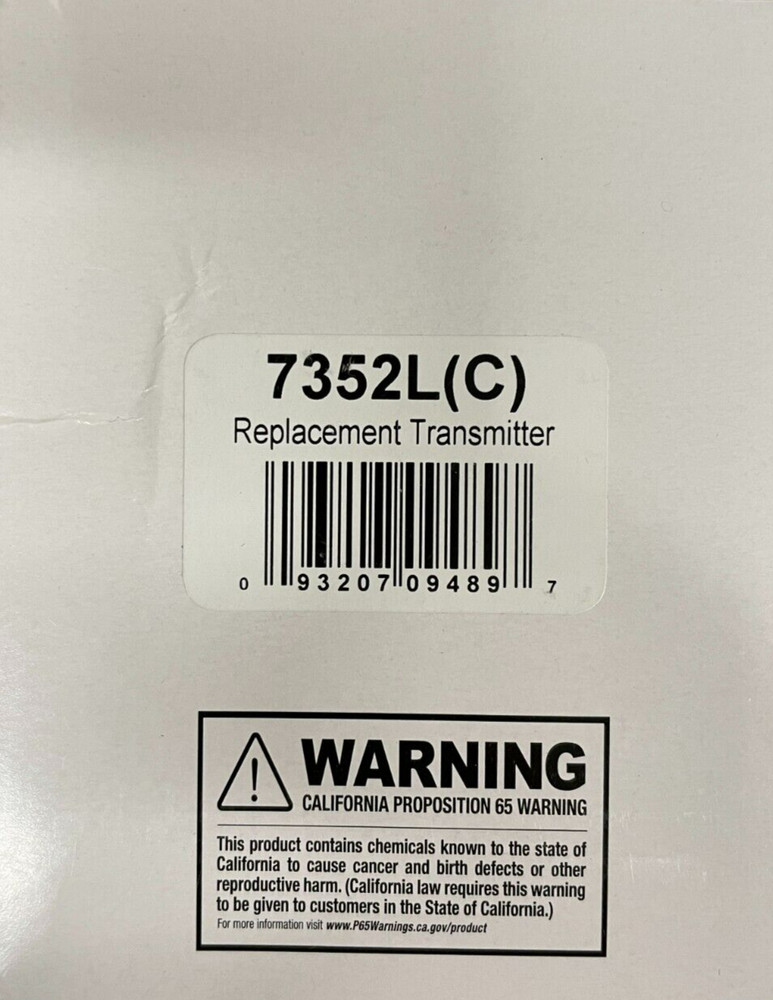 7352L(C)
Replacement Transmitter
0 93207 09489 7
WARNING
CALIFORNIA PROPOSITION 65 WARNING
This product contains chemicals known to the state of
California to cause cancer and birth defects or other
reproductive harm. (California law requires this warning
to be given to customers in the State of California.)
For more information visit www.P65Warnings.ca.gov/product